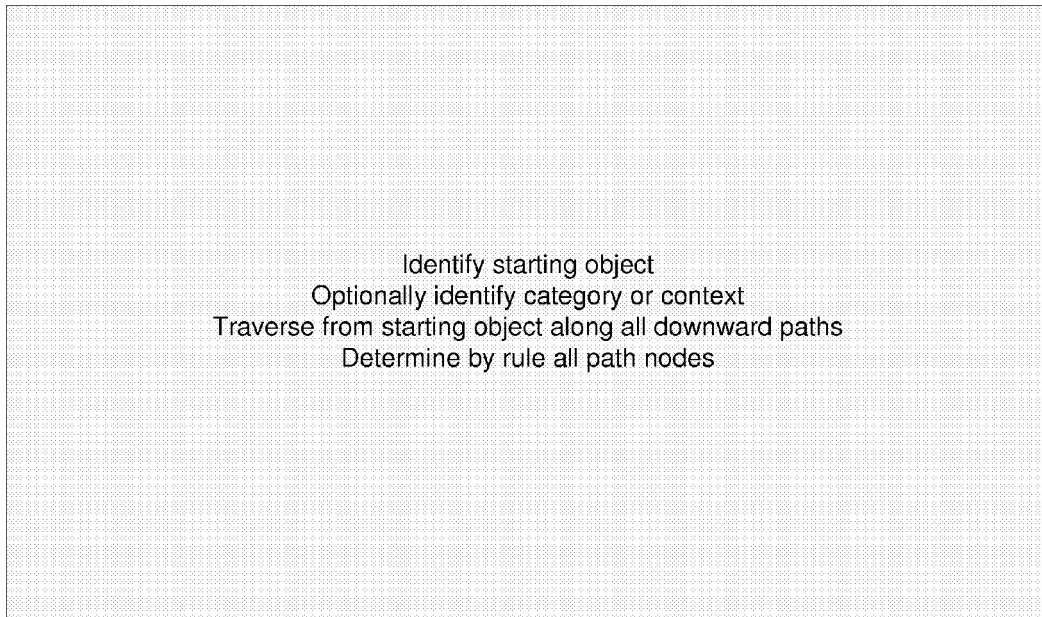 Identify starting object
Optionally identify category or context
Traverse from starting object along all downward paths
Determine by rule all path nodes